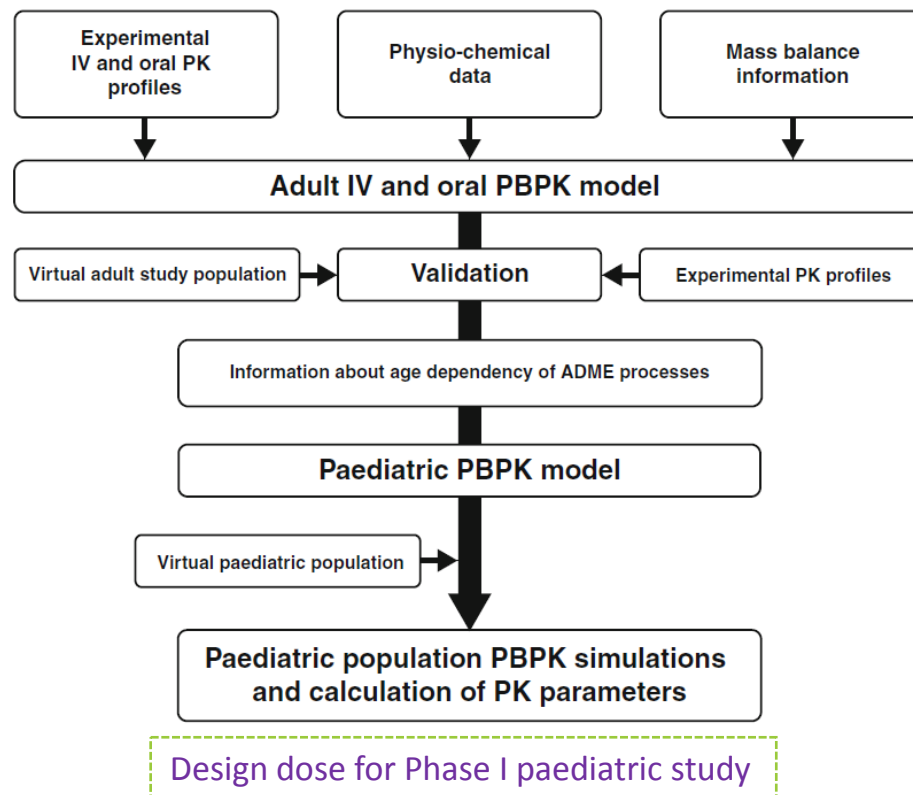 Experimental
IV and oral PK
profiles
Physio-chemical
data
Mass balance
information
Adult IV and oral PBPK model
Virtual adult study population
Validation
Experimental PK profiles
Information about age dependency of ADME processes
Paediatric PBPK model
Virtual paediatric population
Paediatric population PBPK simulations
and calculation of PK parameters
Design dose for Phase I paediatric study